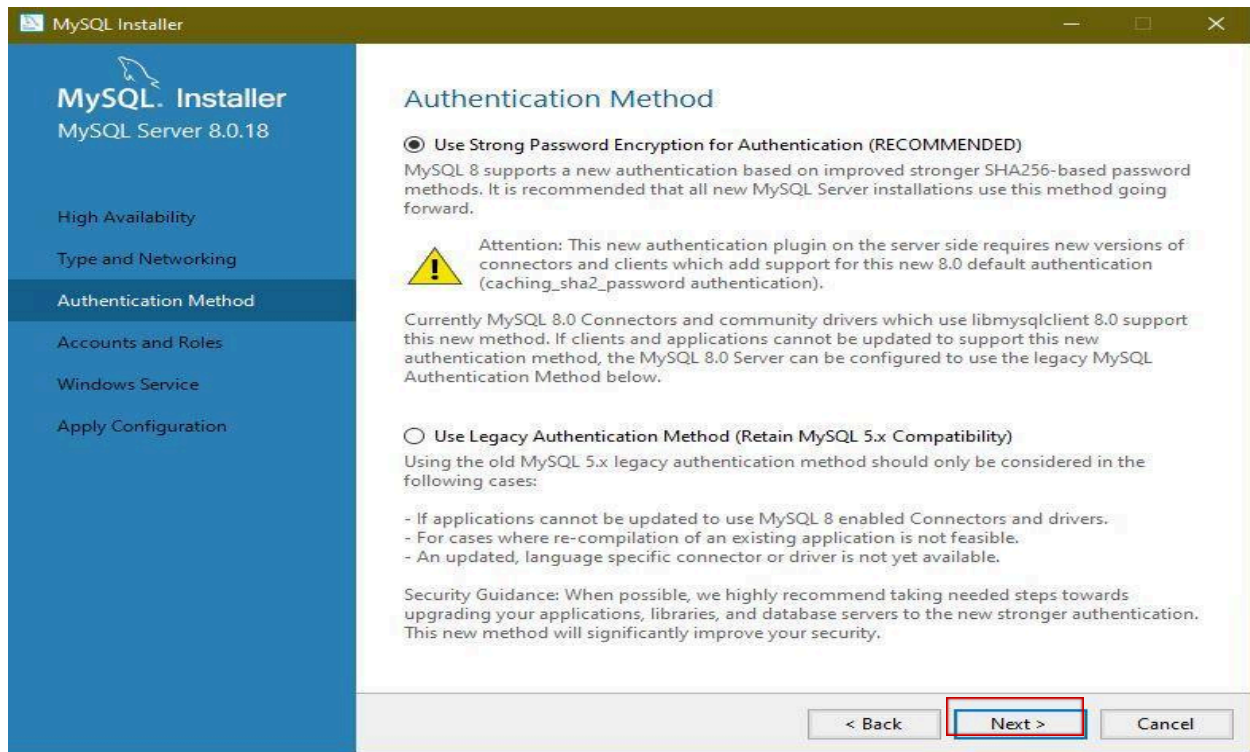 MySQL Installer
MySQL. Installer
MySQL Server 8.0.18
High Availability
Type and Networking
Authentication Method
Accounts and Roles
Windows Service
Apply Configuration
Authentication Method
Use Strong Password Encryption for Authentication (RECOMMENDED)
MySQL 8 supports a new authentication based on improved stronger SHA256-based password
methods. It is recommended that all new MySQL Server installations use this method going
forward.
Attention: This new authentication plugin on the server side requires new versions of
connectors and clients which add support for this new 8.0 default authentication
(caching_sha2_password authentication).
Currently MySQL 8.0 Connectors and community drivers which use libmysqlclient 8.0 support
this new method. If clients and applications cannot be updated to support this new
authentication method, the MySQL 8.0 Server can be configured to use the legacy MySQL
Authentication Method below.
Use Legacy Authentication Method (Retain MySQL 5.x Compatibility)
Using the old MySQL 5.x legacy authentication method should only be considered in the
following cases:
- If applications cannot be updated to use MySQL 8 enabled Connectors and drivers.
- For cases where re-compilation of an existing application is not feasible.
- An updated, language specific connector or driver is not yet available.
Security Guidance: When possible, we highly recommend taking needed steps towards
upgrading your applications, libraries, and database servers to the new stronger authentication.
This new method will significantly improve your security.
< Back
Next >
Cancel